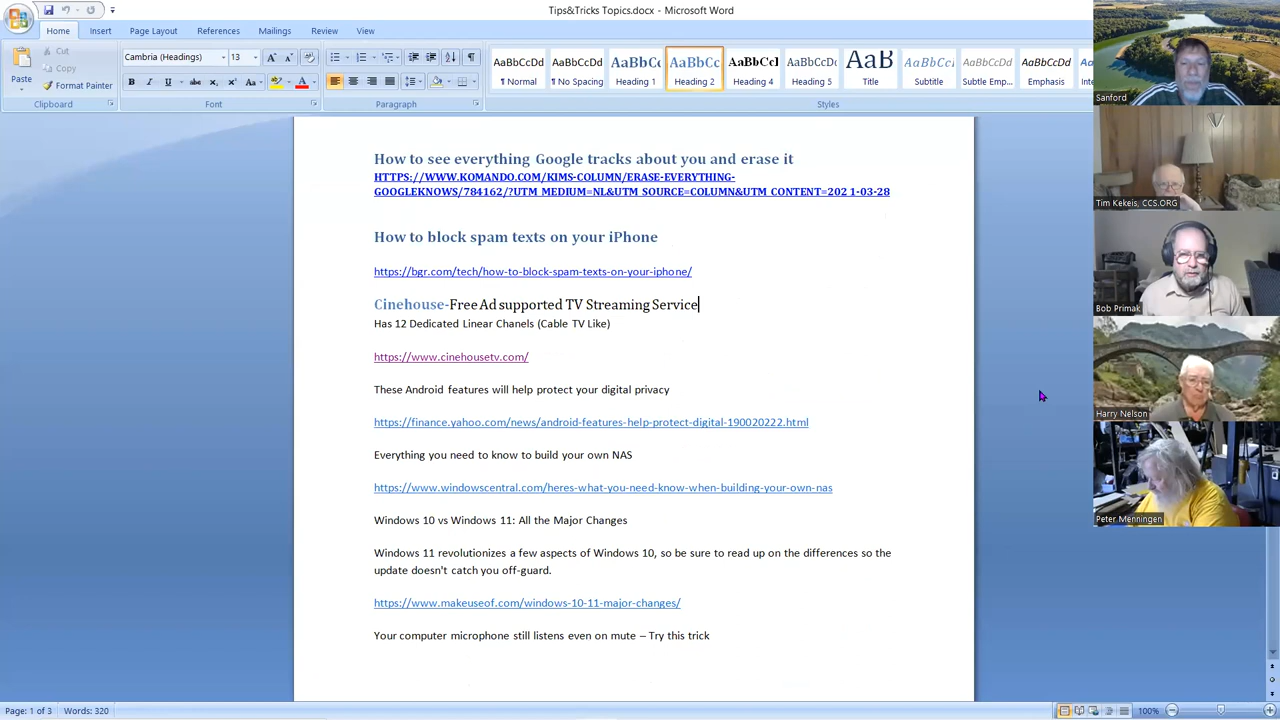 Tips&Tricks Topics.docx - Microsoft Word
Home Insert Page Layout References Mailings Review View
Cut
Copy
Format Painter
Paste
Clipboard
Cambria (Headings) 13
Font
Paragraph
AaBbCcDd AaBbCcDd AaBbCc AaBbCc AaBbCcI AaBbCcDc AaB AaBbCcDd AaBbCcDd AaBbCcDd
¶ Normal ¶ No Spacing Heading 1 Heading 2 Heading 4 Heading 5 Title Subtitle Subtle Emp... Emphasis
Styles
How to see everything Google tracks about you and erase it
HTTPS://WWW.KOMANDO.COM/KIMS-COLUMN/ERASE-EVERYTHING-
GOOGLEKNOWS/784162/?UTM_MEDIUM=NL&UTM_SOURCE=COLUMN&UTM_CONTENT=202 1-03-28
How to block spam texts on your iPhone
https://bgr.com/tech/how-to-block-spam-texts-on-your-iphone/
Cinehouse-Free Ad supported TV Streaming Service
Has 12 Dedicated Linear Chanels (Cable TV Like)
https://www.cinehousetv.com/
These Android features will help protect your digital privacy
https://finance.yahoo.com/news/android-features-help-protect-digital-190020222.html
Everything you need to know to build your own NAS
https://www.windowscentral.com/heres-what-you-need-know-when-building-your-own-nas
Windows 10 vs Windows 11: All the Major Changes
Windows 11 revolutionizes a few aspects of Windows 10, so be sure to read up on the differences so the
update doesn't catch you off-guard.
https://www.makeuseof.com/windows-10-11-major-changes/
Your computer microphone still listens even on mute – Try this trick
Page: 1 of 3 Words: 320
100%
Sanford
Tim Kekeis, CCS.ORG
Bob Primak
Harry Nelson
Peter Menningen